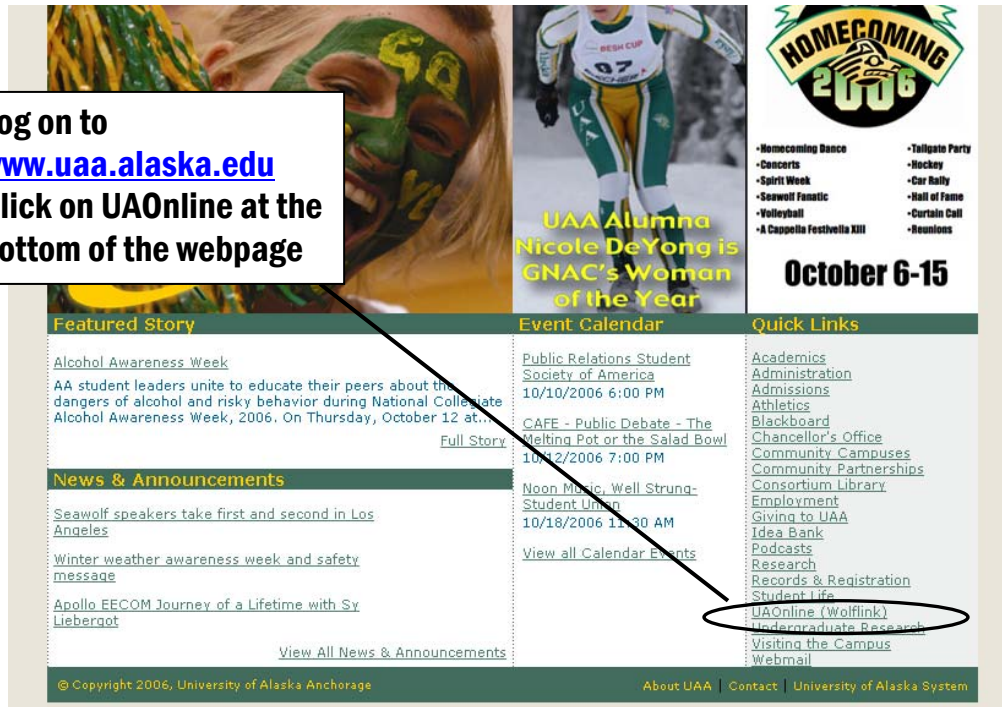 GO
BESH CUP
97
FISCHER
UAA
HOMECOMING
2006
•Homecoming Dance
•Concerts
•Spirit Week
•Seawolf Fanatic
•Volleyball
•A Cappella Festivella XIII
•Tailgate Party
•Hockey
•Car Rally
•Hall of Fame
•Curtain Call
•Reunions
October 6-15
og on to
ww.uaa.alaska.edu
lick on UAOnline at the
ottom of the webpage
UAA Alumna
Nicole DeYong is
GNAC's Woman
of the Year
Featured Story
Alcohol Awareness Week
AA student leaders unite to educate their peers about the
dangers of alcohol and risky behavior during National Collegiate
Alcohol Awareness Week, 2006. On Thursday, October 12 at...
Full Story
News & Announcements
Seawolf speakers take first and second in Los
Angeles
Winter weather awareness week and safety
message
Apollo EECOM Journey of a Lifetime with Sy
Liebergot
View All News & Announcements
Event Calendar
Public Relations Student
Society of America
10/10/2006 6:00 PM
CAFE - Public Debate - The
Melting Pot or the Salad Bowl
10/12/2006 7:00 PM
Noon Music, Well Strung-
Student Union
10/18/2006 11:30 AM
View all Calendar Events
Quick Links
Academics
Administration
Admissions
Athletics
Blackboard
Chancellor's Office
Community Campuses
Community Partnerships
Consortium Library
Employment
Giving to UAA
Idea Bank
Podcasts
Research
Records & Registration
Student Life
UAOnline (Wolflink)
Undergraduate Research
Visiting the Campus
Webmail
© Copyright 2006, University of Alaska Anchorage
About UAA | Contact | University of Alaska System